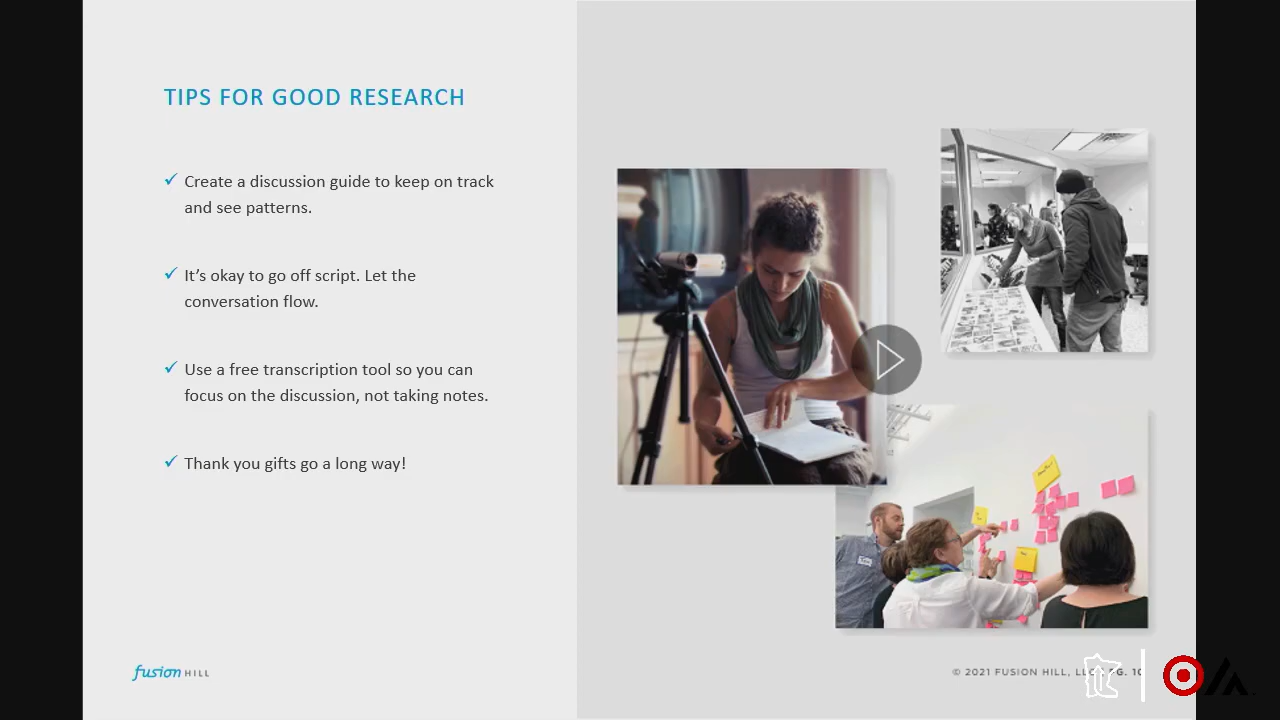 TIPS FOR GOOD RESEARCH
✓ Create a discussion guide to keep on track
and see patterns.
✓ It’s okay to go off script. Let the
conversation flow.
✓ Use a free transcription tool so you can
focus on the discussion, not taking notes.
✓ Thank you gifts go a long way!
fusion HILL
© 2021 FUSION HILL, LLC PG. 10